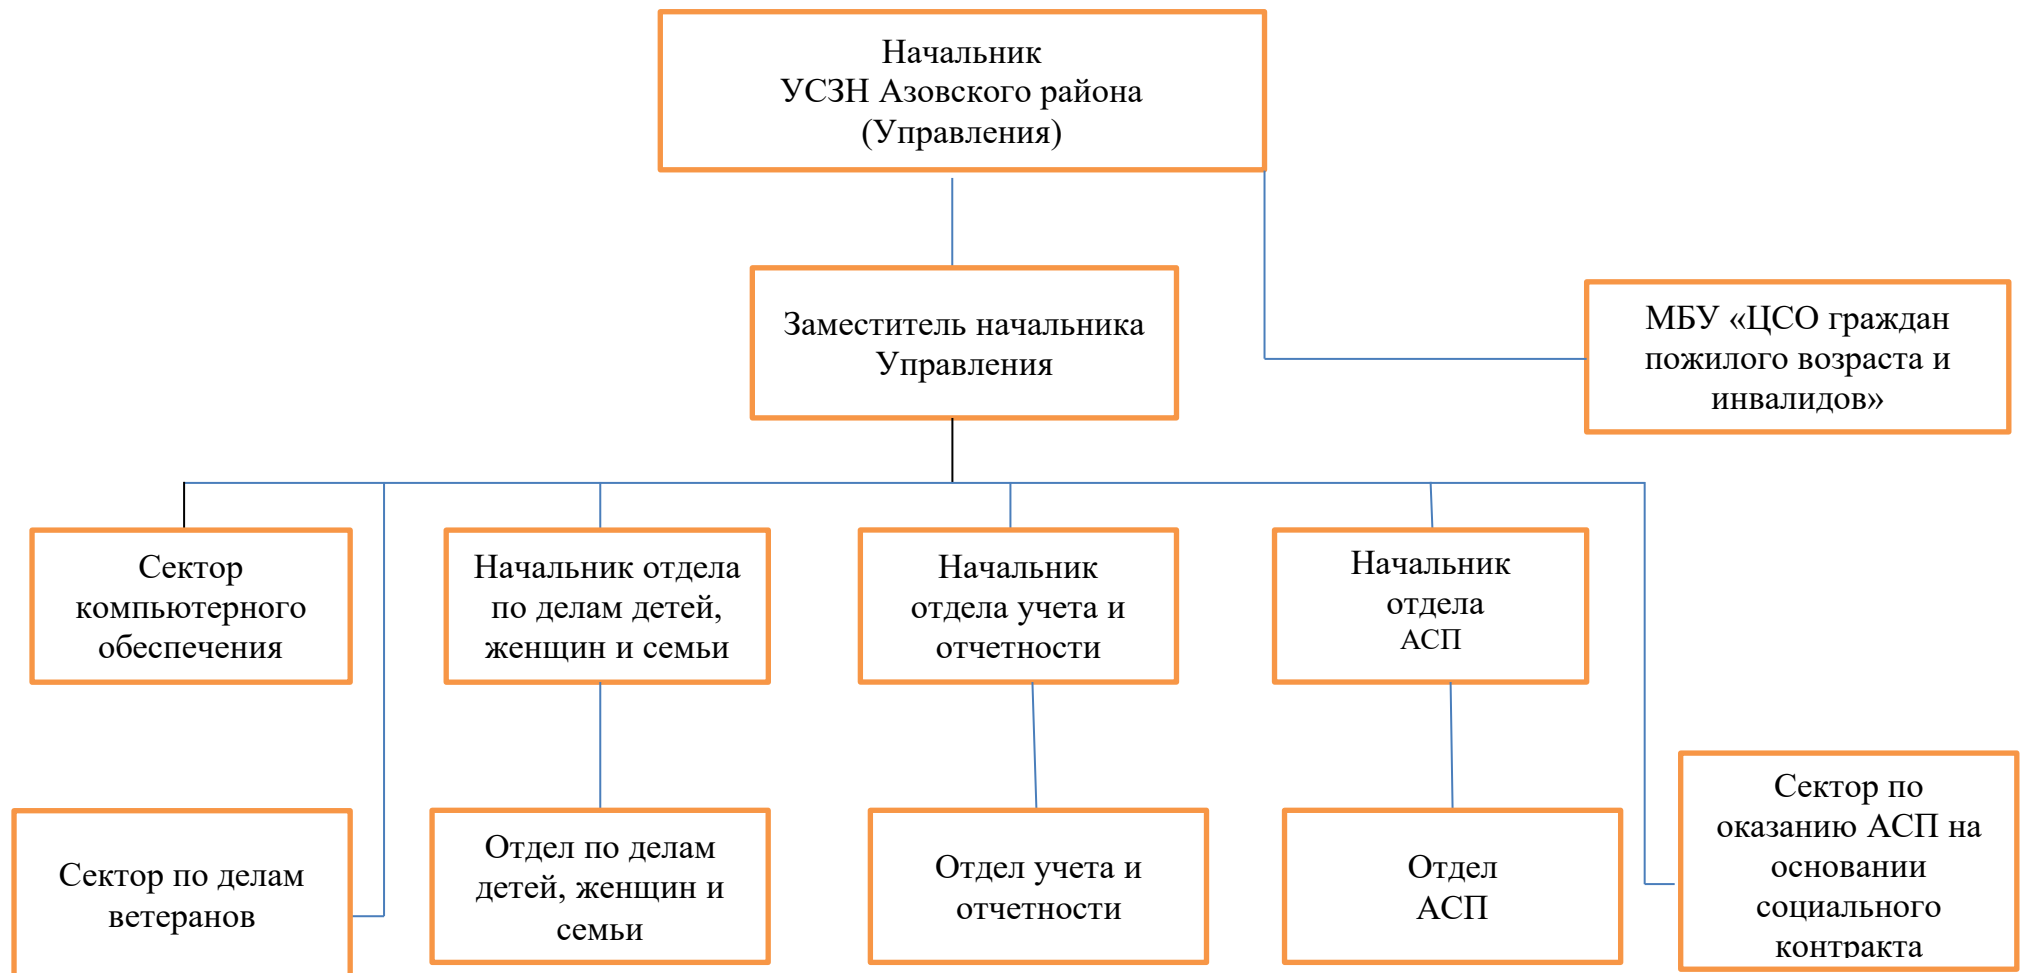 Начальник
УСЗН Азовского района
(Управления)
Заместитель начальника
Управления
МБУ «ЦСО граждан
пожилого возраста и
инвалидов»
Сектор
компьютерного
обеспечения
Начальник отдела
по делам детей,
женщин и семьи
Начальник
отдела учета и
отчетности
Начальник
отдела
АСП
Сектор по делам
ветеранов
Отдел по делам
детей, женщин и
семьи
Отдел учета и
отчетности
Отдел
АСП
Сектор по
оказанию АСП на
основании
социального
контракта